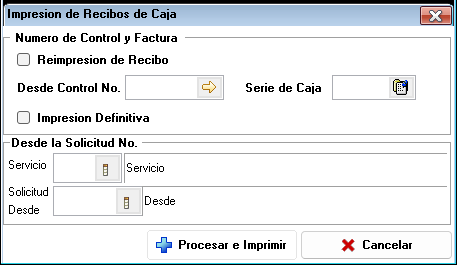 Impresion de Recibos de Caja
Numero de Control y Factura
Reimpresion de Recibo
Desde Control No. Serie de Caja
Impresion Definitiva
Desde la Solicitud No.
Servicio Servicio
Solicitud
Desde Desde
Procesar e Imprimir Cancelar